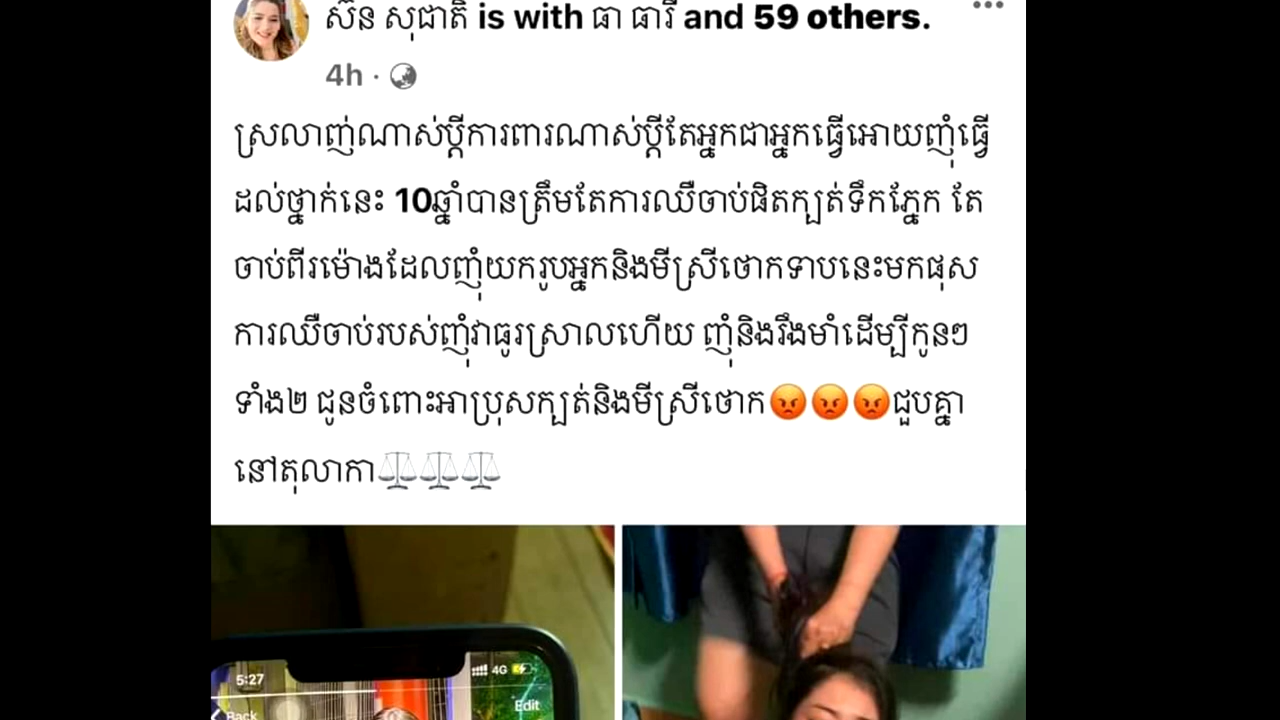 ស៊ន សុជាតិ is with ធា ធារី and 59 others.
4h ·
ស្រលាញ់ណាស់ប្តីការពារណាស់ប្តីតែអ្នកជាអ្នកធ្វើអោយញុំធ្វើ
ដល់ថ្នាក់នេះ 10ឆ្នាំបានត្រឹមតែការឈឺចាប់ផិតក្បត់ទឹកភ្នែក តែ
ចាប់ពីរម៉ោងដែលញុំយករូបអ្នកនិងមីស្រីថោកទាបនេះមកផុស
ការឈឺចាប់របស់ញុំវាធូរស្រាលហើយ ញុំនិងរឹងមាំដើម្បីកូនៗ
ទាំង២ ជូនចំពោះអាប្រុសក្បត់និងមីស្រីថោក😡😡😡ជួបគ្នា
នៅតុលាកា⚖️⚖️⚖️
5:27
4G
Back
Edit